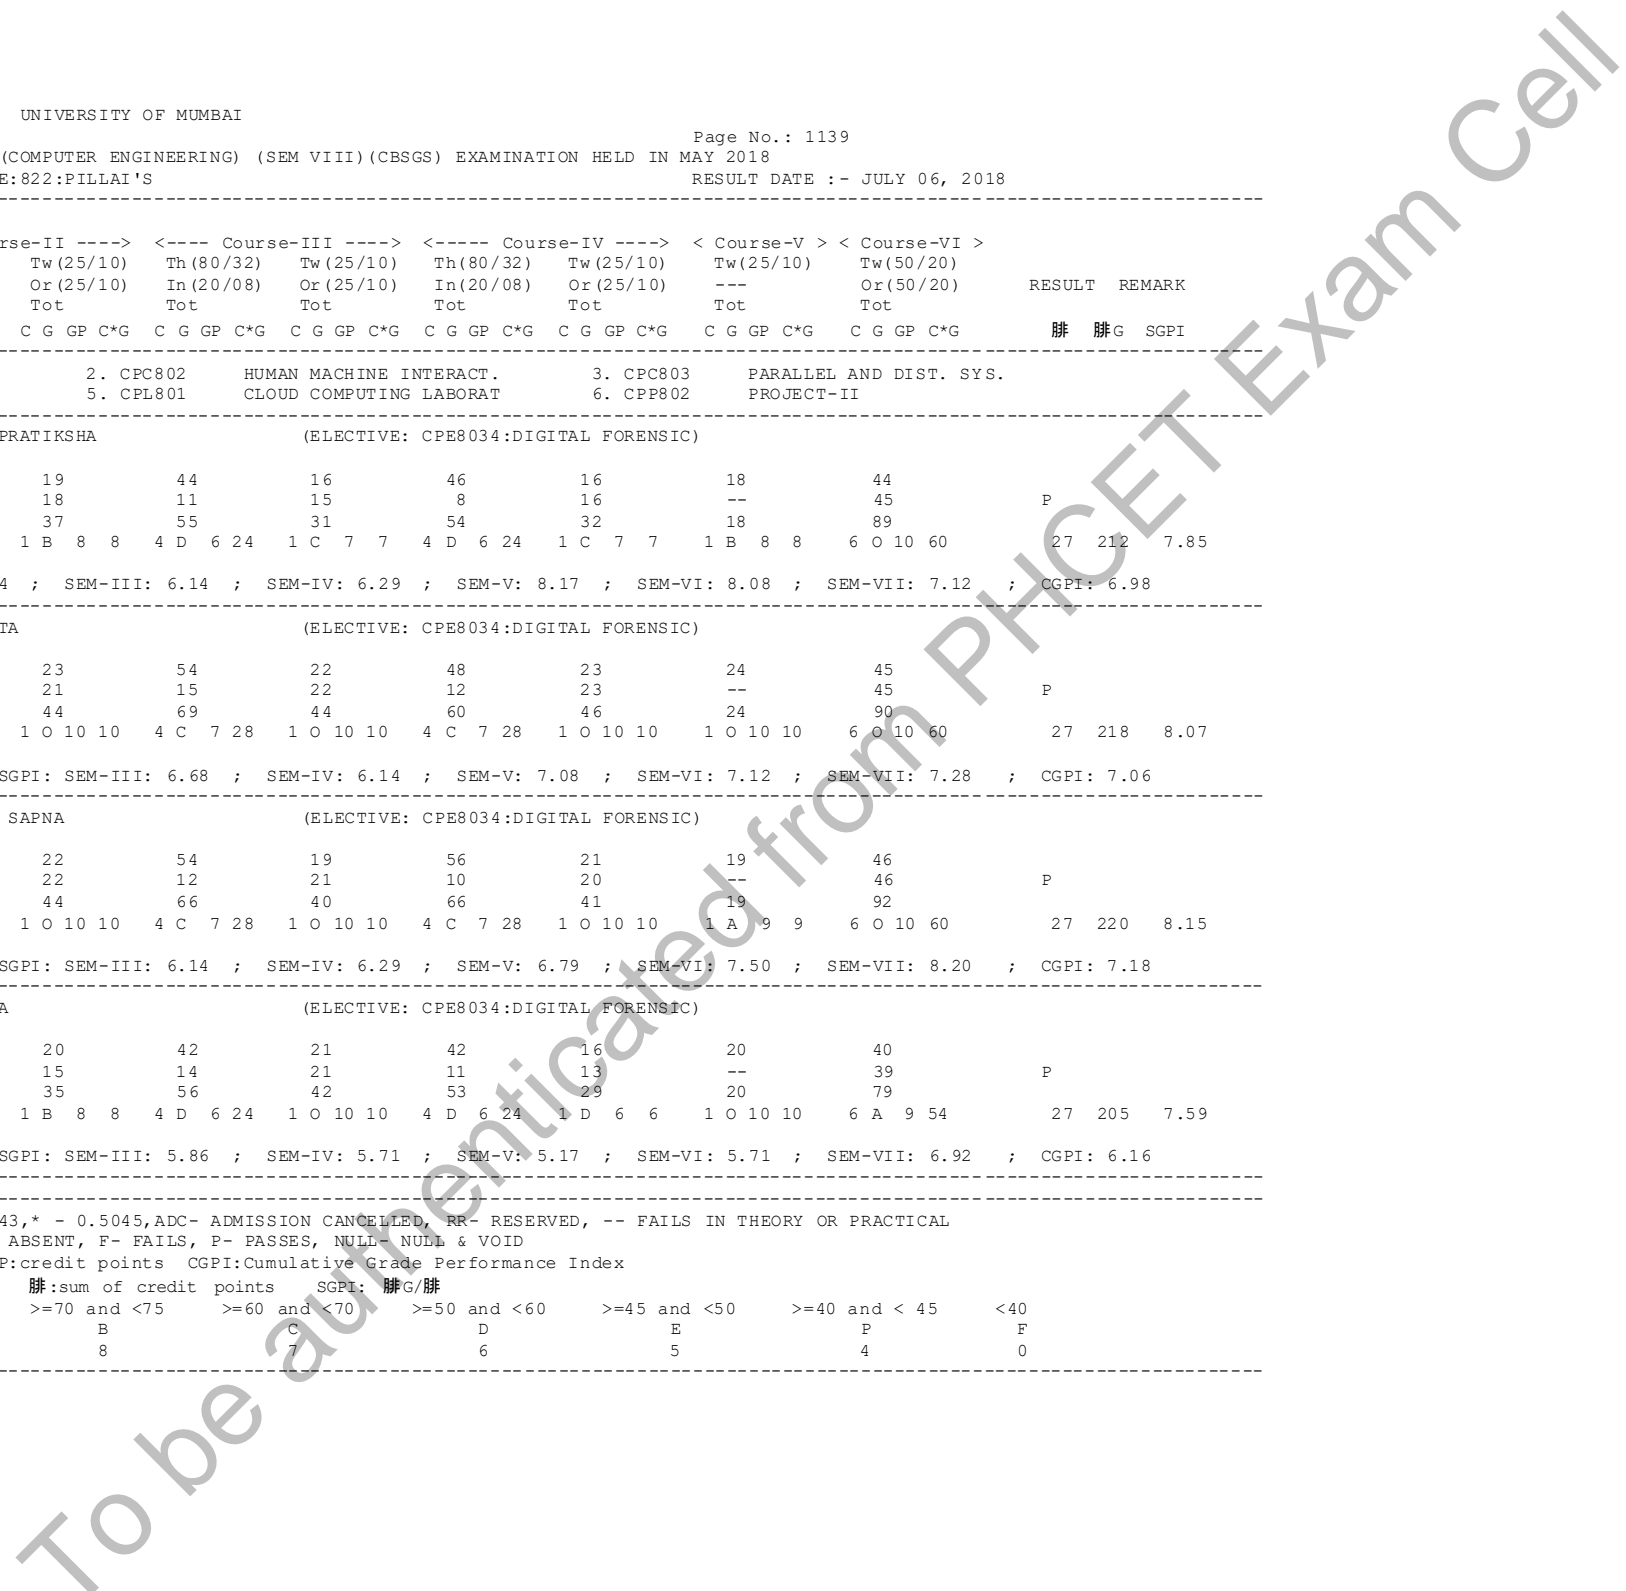 UNIVERSITY OF MUMBAI
Page No.: 1139
(COMPUTER ENGINEERING) (SEM VIII)(CBSGS) EXAMINATION HELD IN MAY 2018
E:822:PILLAI'S RESULT DATE :- JULY 06, 2018
rse-II ----> <---- Course-III ----> <----- Course-IV ----> < Course-V > < Course-VI >
Tw(25/10) Th(80/32) Tw(25/10) Th(80/32) Tw(25/10) Tw(25/10) Tw(50/20)
Or(25/10) In(20/08) Or(25/10) In(20/08) Or(25/10) --- Or(50/20) RESULT REMARK
Tot Tot Tot Tot Tot Tot Tot
C G GP C*G C G GP C*G C G GP C*G C G GP C*G C G GP C*G C G GP C*G C G GP C*G 腓 腓G SGPI
2. CPC802 HUMAN MACHINE INTERACT. 3. CPC803 PARALLEL AND DIST. SYS.
5. CPL801 CLOUD COMPUTING LABORAT 6. CPP802 PROJECT-II
PRATIKSHA (ELECTIVE: CPE8034:DIGITAL FORENSIC)
19 44 16 46 16 18 44
18 11 15 8 16 -- 45 P
37 55 31 54 32 18 89
1 B 8 8 4 D 6 24 1 C 7 7 4 D 6 24 1 C 7 7 1 B 8 8 6 O 10 60 27 212 7.85
4 ; SEM-III: 6.14 ; SEM-IV: 6.29 ; SEM-V: 8.17 ; SEM-VI: 8.08 ; SEM-VII: 7.12 ; CGPI: 6.98
TA (ELECTIVE: CPE8034:DIGITAL FORENSIC)
23 54 22 48 23 24 45
21 15 22 12 23 -- 45 P
44 69 44 60 46 24 90
1 O 10 10 4 C 7 28 1 O 10 10 4 C 7 28 1 O 10 10 1 O 10 10 6 O 10 60 27 218 8.07
SGPI: SEM-III: 6.68 ; SEM-IV: 6.14 ; SEM-V: 7.08 ; SEM-VI: 7.12 ; SEM-VII: 7.28 ; CGPI: 7.06
SAPNA (ELECTIVE: CPE8034:DIGITAL FORENSIC)
22 54 19 56 21 19 46
22 12 21 10 20 -- 46 P
44 66 40 66 41 19 92
1 O 10 10 4 C 7 28 1 O 10 10 4 C 7 28 1 O 10 10 1 A 9 9 6 O 10 60 27 220 8.15
SGPI: SEM-III: 6.14 ; SEM-IV: 6.29 ; SEM-V: 6.79 ; SEM-VI: 7.50 ; SEM-VII: 8.20 ; CGPI: 7.18
A (ELECTIVE: CPE8034:DIGITAL FORENSIC)
20 42 21 42 16 20 40
15 14 21 11 13 -- 39 P
35 56 42 53 29 20 79
1 B 8 8 4 D 6 24 1 O 10 10 4 D 6 24 1 D 6 6 1 O 10 10 6 A 9 54 27 205 7.59
SGPI: SEM-III: 5.86 ; SEM-IV: 5.71 ; SEM-V: 5.17 ; SEM-VI: 5.71 ; SEM-VII: 6.92 ; CGPI: 6.16
43,* - 0.5045,ADC- ADMISSION CANCELLED, RR- RESERVED, -- FAILS IN THEORY OR PRACTICAL
ABSENT, F- FAILS, P- PASSES, NULL- NULL & VOID
P:credit points CGPI:Cumulative Grade Performance Index
腓:sum of credit points SGPI: 腓G/腓
>=70 and <75 >=60 and <70 >=50 and <60 >=45 and <50 >=40 and < 45 <40
B C D E P F
8 7 6 5 4 0
To be authenticated from PHCET Exam Cell